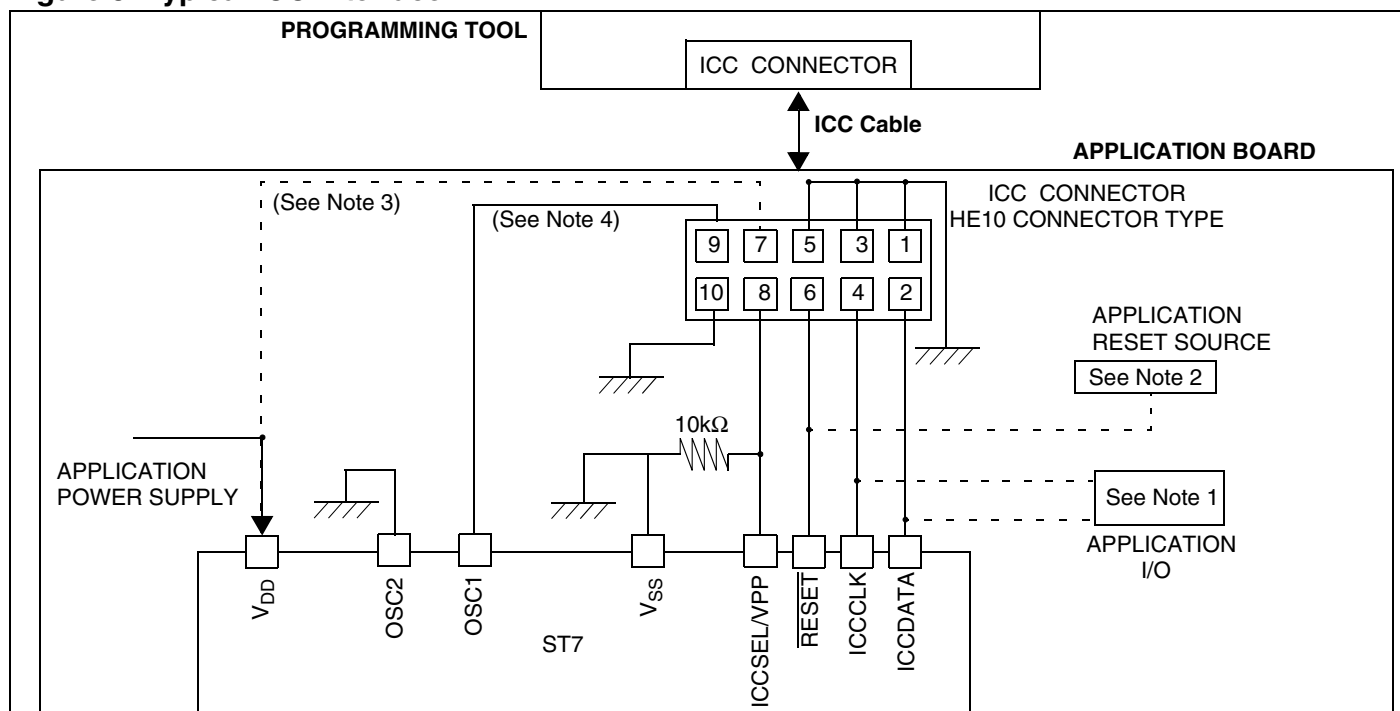 PROGRAMMING TOOL
ICC CONNECTOR
ICC Cable
APPLICATION BOARD
(See Note 3)
(See Note 4)
ICC CONNECTOR
HE10 CONNECTOR TYPE
9 7 5 3 1
10 8 6 4 2
APPLICATION
RESET SOURCE
See Note 2
10kΩ
APPLICATION
POWER SUPPLY
See Note 1
APPLICATION
I/O
VDD
OSC2
OSC1
VSS
ICCSEL/VPP
RESET
ICCCLK
ICCDATA
ST7